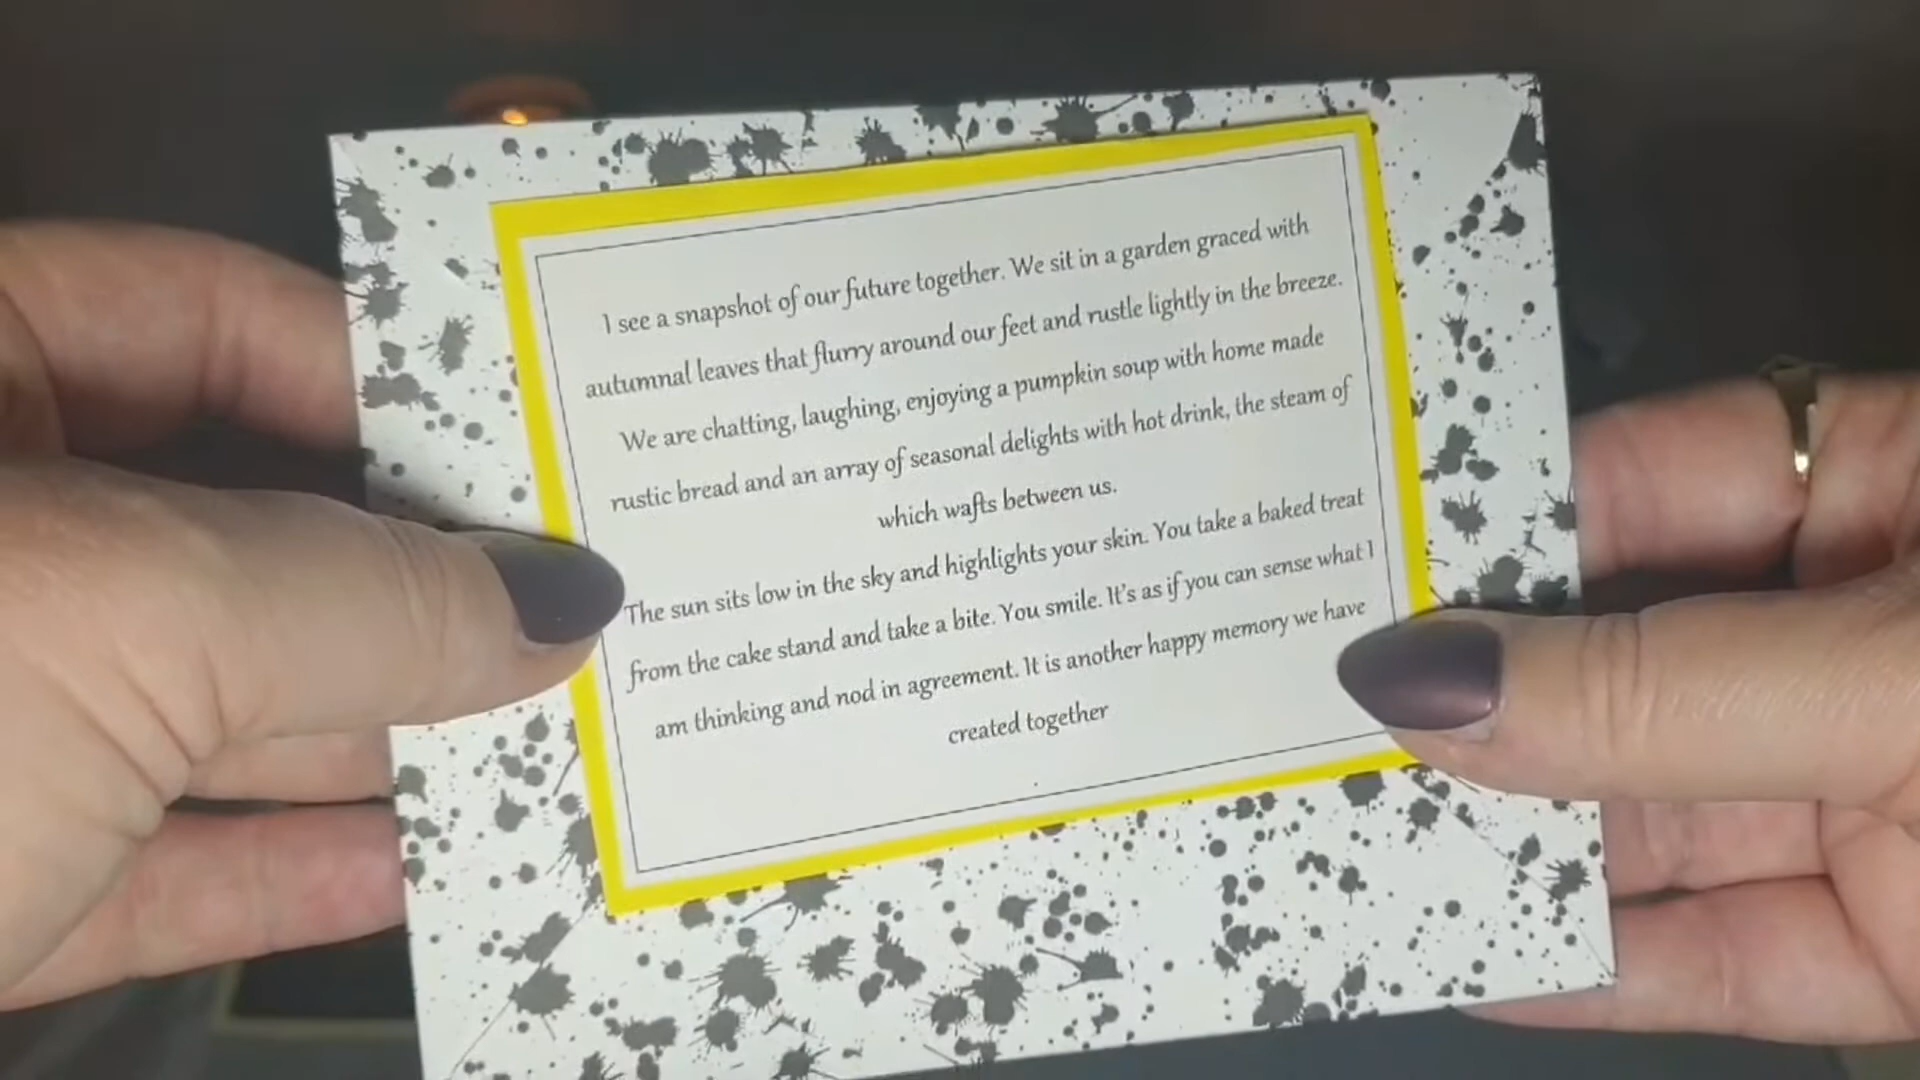 I see a snapshot of our future together. We sit in a garden graced with
autumnal leaves that flurry around our feet and rustle lightly in the breeze.
We are chatting, laughing, enjoying a pumpkin soup with home made
rustic bread and an array of seasonal delights with hot drink, the steam of
which wafts between us.
The sun sits low in the sky and highlights your skin. You take a baked treat
from the cake stand and take a bite. You smile. It's as if you can sense what I
am thinking and nod in agreement. It is another happy memory we have
created together
.